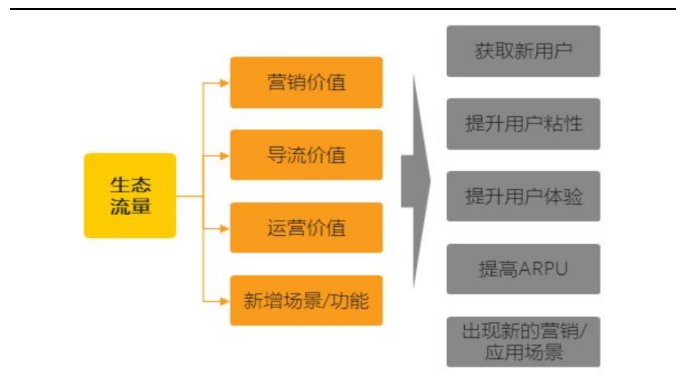 生态
流量
营销价值
导流价值
运营价值
新增场景/功能
获取新用户
提升用户粘性
提升用户体验
提高ARPU
出现新的营销/
应用场景